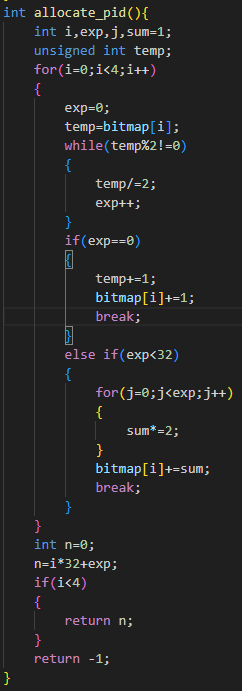 int allocate_pid(){
    int i,exp,j,sum=1;
    unsigned int temp;
    for(i=0;i<4;i++)
    {
        exp=0;
        temp=bitmap[i];
        while(temp%2!=0)
        {
            temp/=2;
            exp++;
        }
        if(exp==0)
        {
            temp+=1;
            bitmap[i]+=1;
            break;
        }
        else if(exp<32)
        {
            for(j=0;j<exp;j++)
            {
                sum*=2;
            }
            bitmap[i]+=sum;
            break;
        }
    }
    int n=0;
    n=i*32+exp;
    if(i<4)
    {
        return n;
    }
    return -1;
}